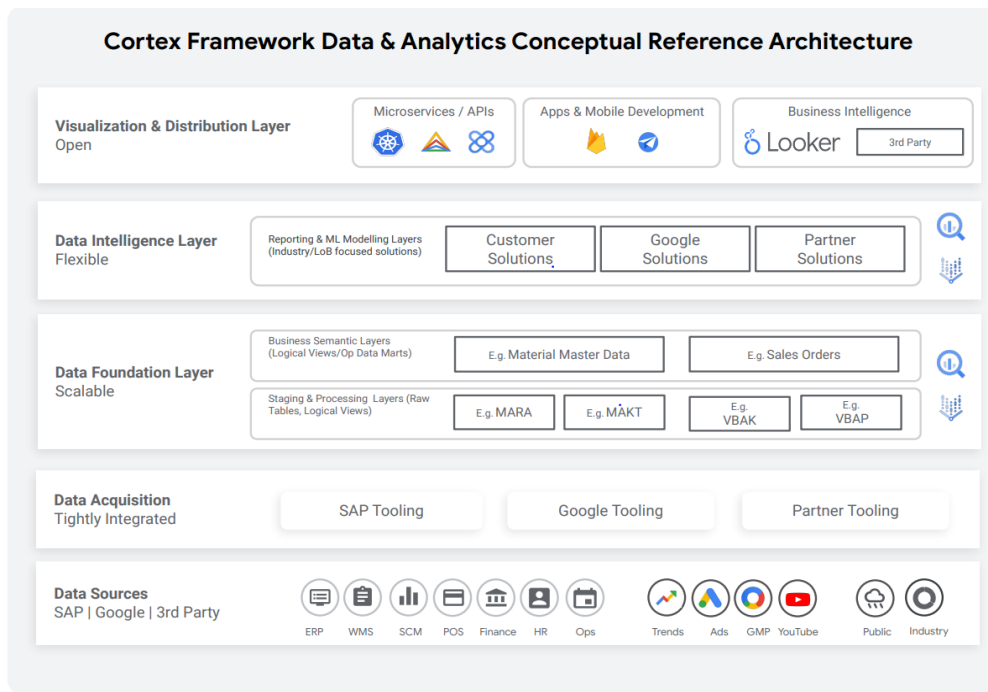 Cortex Framework Data & Analytics Conceptual Reference Architecture
Visualization & Distribution Layer
Open
Microservices / APIs
Apps & Mobile Development
Business Intelligence
Looker
3rd Party
Data Intelligence Layer
Flexible
Reporting & ML Modelling Layers
(Industry/LoB focused solutions)
Customer
Solutions
Google
Solutions
Partner
Solutions
Data Foundation Layer
Scalable
Business Semantic Layers
(Logical Views/Op Data Marts)
E.g. Material Master Data
E.g. Sales Orders
Staging & Processing Layers (Raw
Tables, Logical Views)
E.g. MARA
E.g. MAKT
E.g.
VBAK
E.g.
VBAP
Data Acquisition
Tightly Integrated
SAP Tooling
Google Tooling
Partner Tooling
Data Sources
SAP | Google | 3rd Party
ERP
WMS
SCM
POS
Finance
HR
Ops
Trends
Ads
GMP
YouTube
Public
Industry